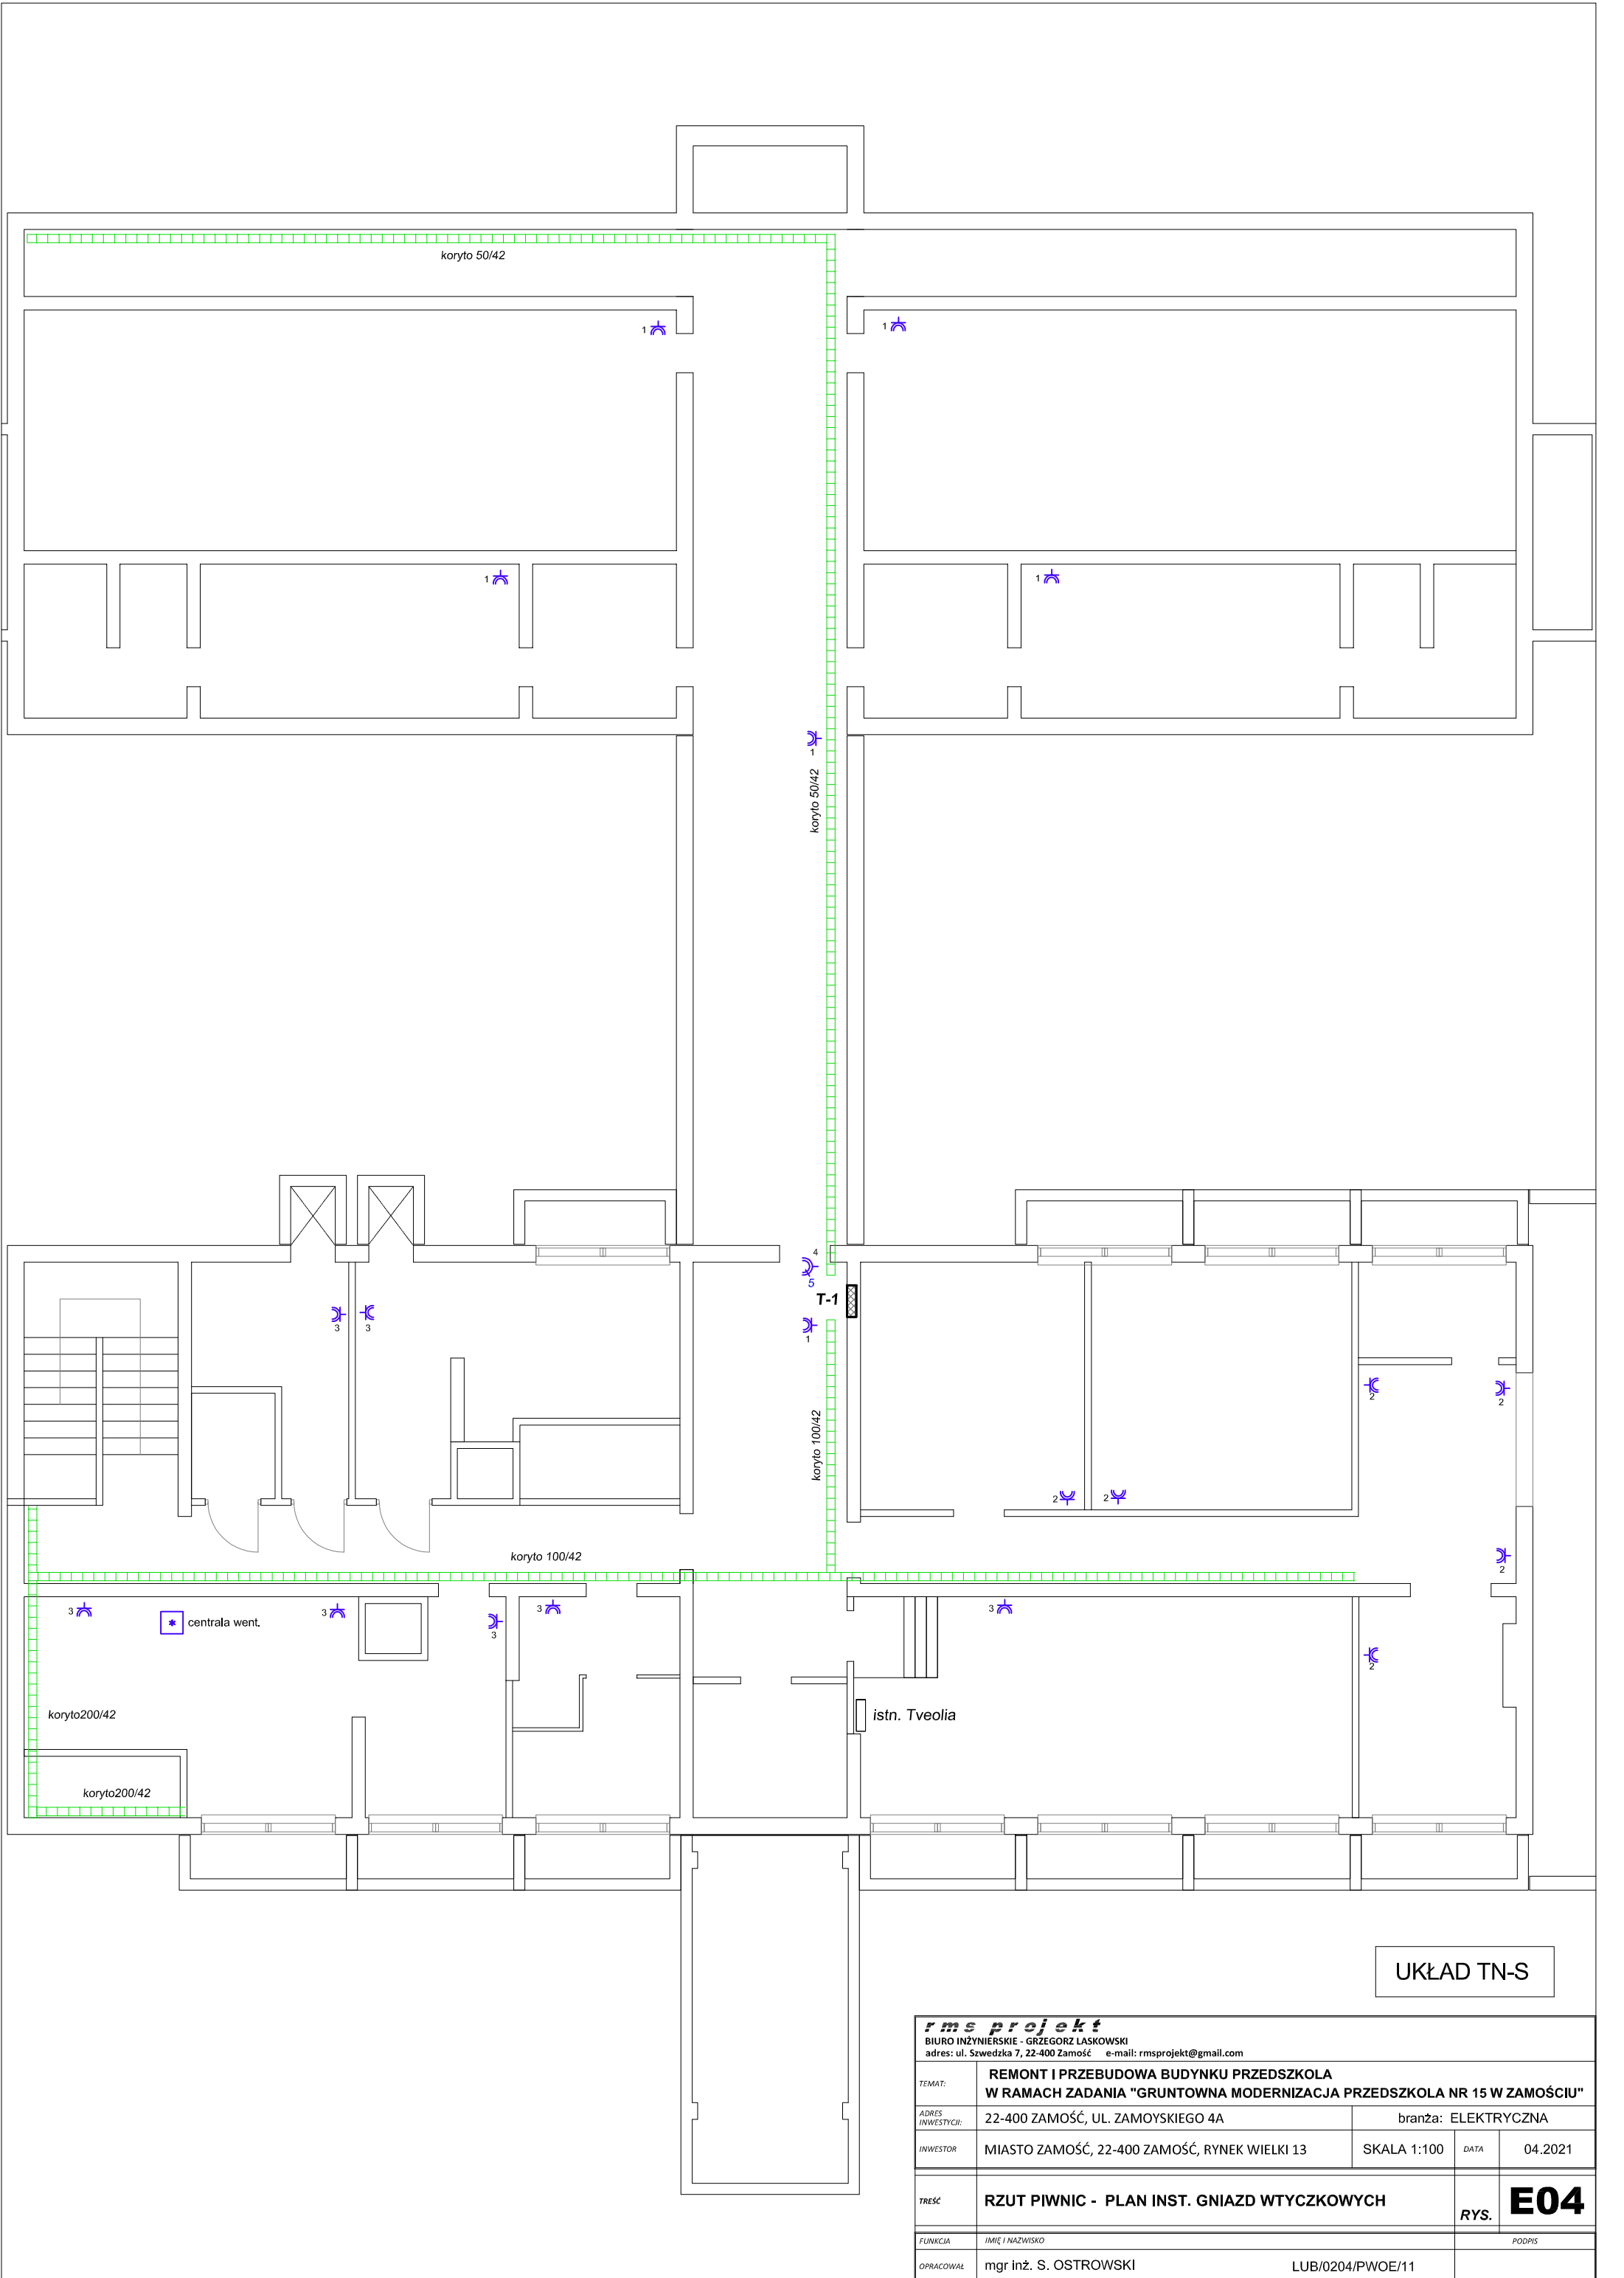 koryto 50/42
1
1
1
1
1
koryto 50/42
4
5
T-1
3
3
1
2
2
koryto 100/42
2
2
koryto 100/42
2
3
* centrala went.
3
3
3
3
2
koryto200/42
istn. Tveolia
koryto200/42
UKŁAD TN-S
rms projekt
BIURO INŻYNIERSKIE - GRZEGORZ LASKOWSKI
adres: ul. Szwedzka 7, 22-400 Zamość e-mail: rmsprojekt@gmail.com
TEMAT:
REMONT I PRZEBUDOWA BUDYNKU PRZEDSZKOLA
W RAMACH ZADANIA "GRUNTOWNA MODERNIZACJA PRZEDSZKOLA NR 15 W ZAMOŚCIU"
ADRES
INWESTYCJI:
22-400 ZAMOŚĆ, UL. ZAMOYSKIEGO 4A
branża: ELEKTRYCZNA
INWESTOR
MIASTO ZAMOŚĆ, 22-400 ZAMOŚĆ, RYNEK WIELKI 13
SKALA 1:100
DATA
04.2021
TREŚĆ
RZUT PIWNIC - PLAN INST. GNIAZD WTYCZKOWYCH
RYS.
E04
FUNKCJA
IMIĘ I NAZWISKO
PODPIS
OPRACOWAŁ
mgr inż. S. OSTROWSKI
LUB/0204/PWOE/11